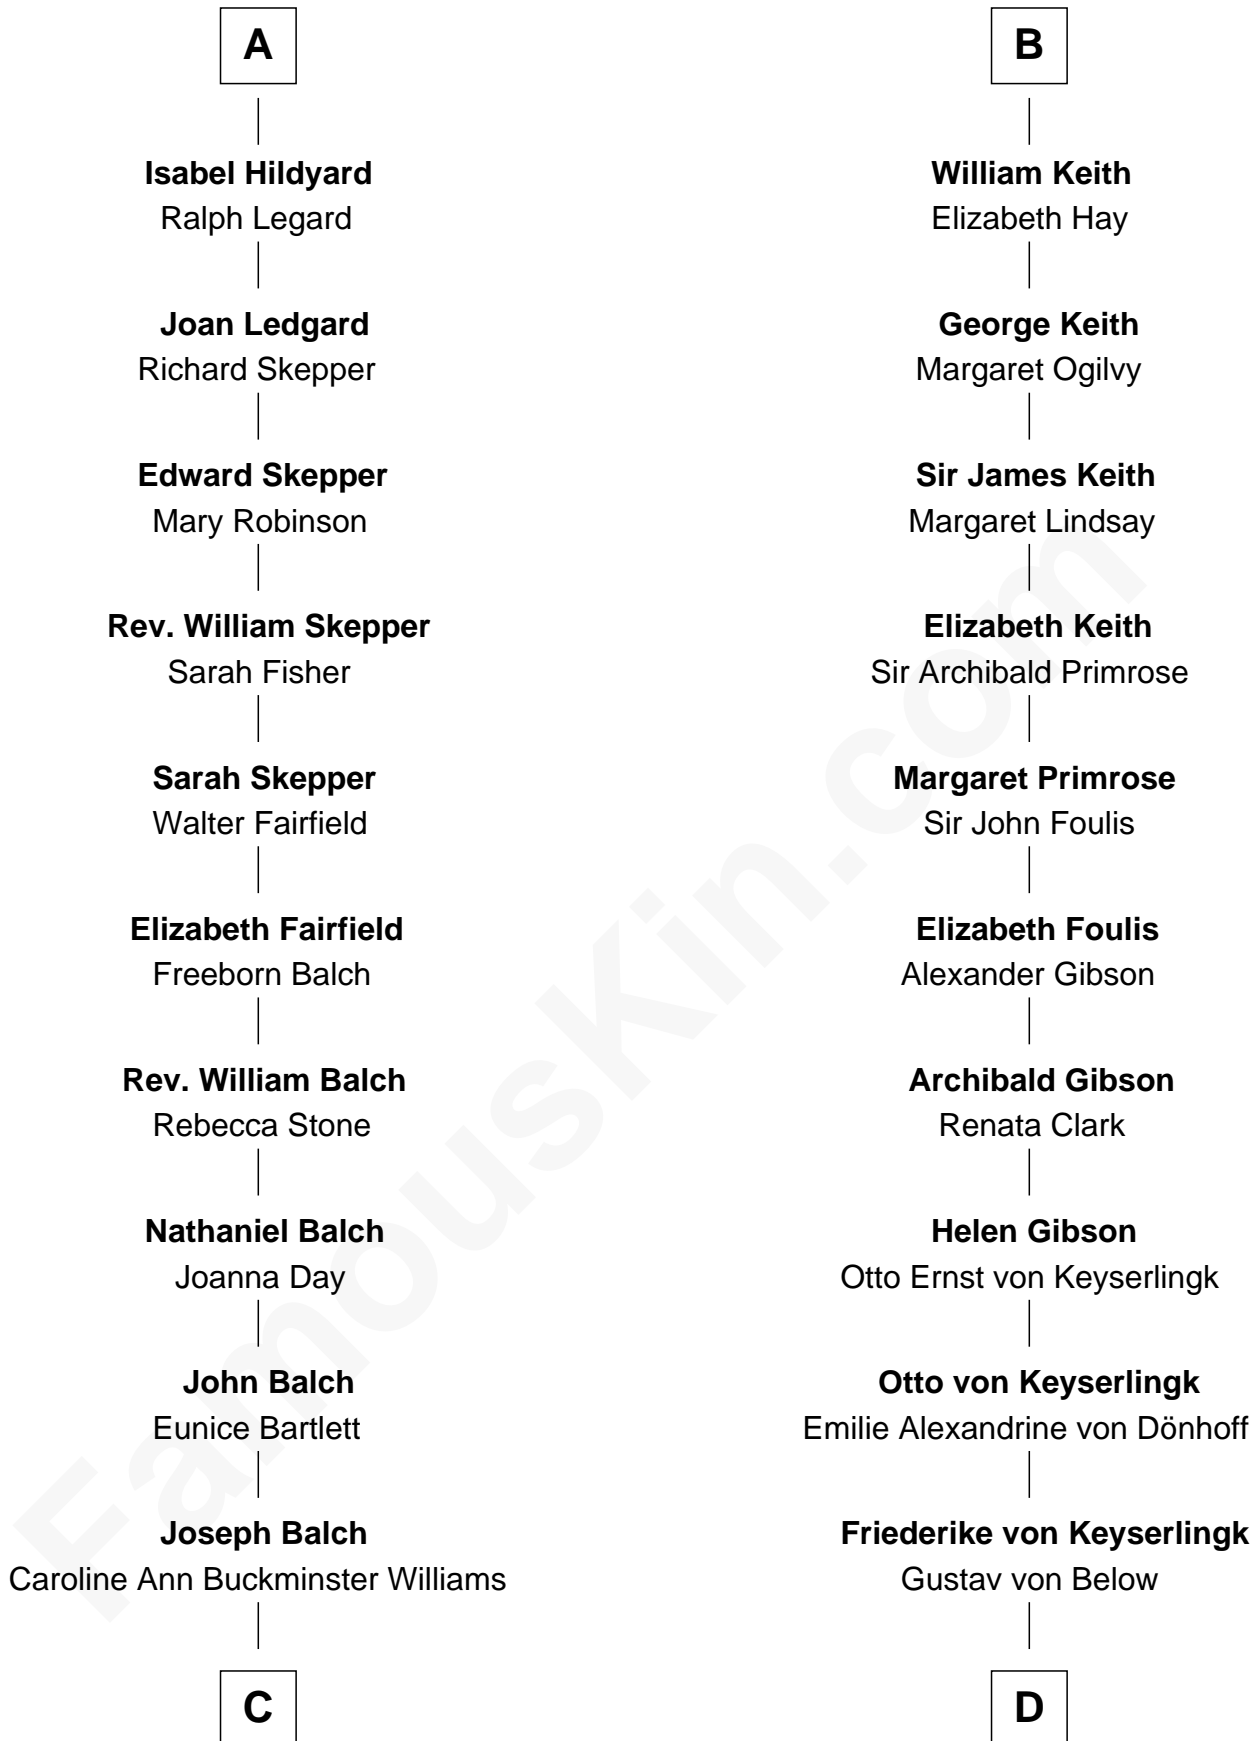 A
Isabel Hildyard
Ralph Legard
Joan Ledgard
Richard Skepper
Edward Skepper
Mary Robinson
Rev. William Skepper
Sarah Fisher
Sarah Skepper
Walter Fairfield
Elizabeth Fairfield
Freeborn Balch
Rev. William Balch
Rebecca Stone
Nathaniel Balch
Joanna Day
John Balch
Eunice Bartlett
Joseph Balch
Caroline Ann Buckminster Williams
C
B
William Keith
Elizabeth Hay
George Keith
Margaret Ogilvy
Sir James Keith
Margaret Lindsay
Elizabeth Keith
Sir Archibald Primrose
Margaret Primrose
Sir John Foulis
Elizabeth Foulis
Alexander Gibson
Archibald Gibson
Renata Clark
Helen Gibson
Otto Ernst von Keyserlingk
Otto von Keyserlingk
Emilie Alexandrine von Dönhoff
Friederike von Keyserlingk
Gustav von Below
D
FamousKin.com